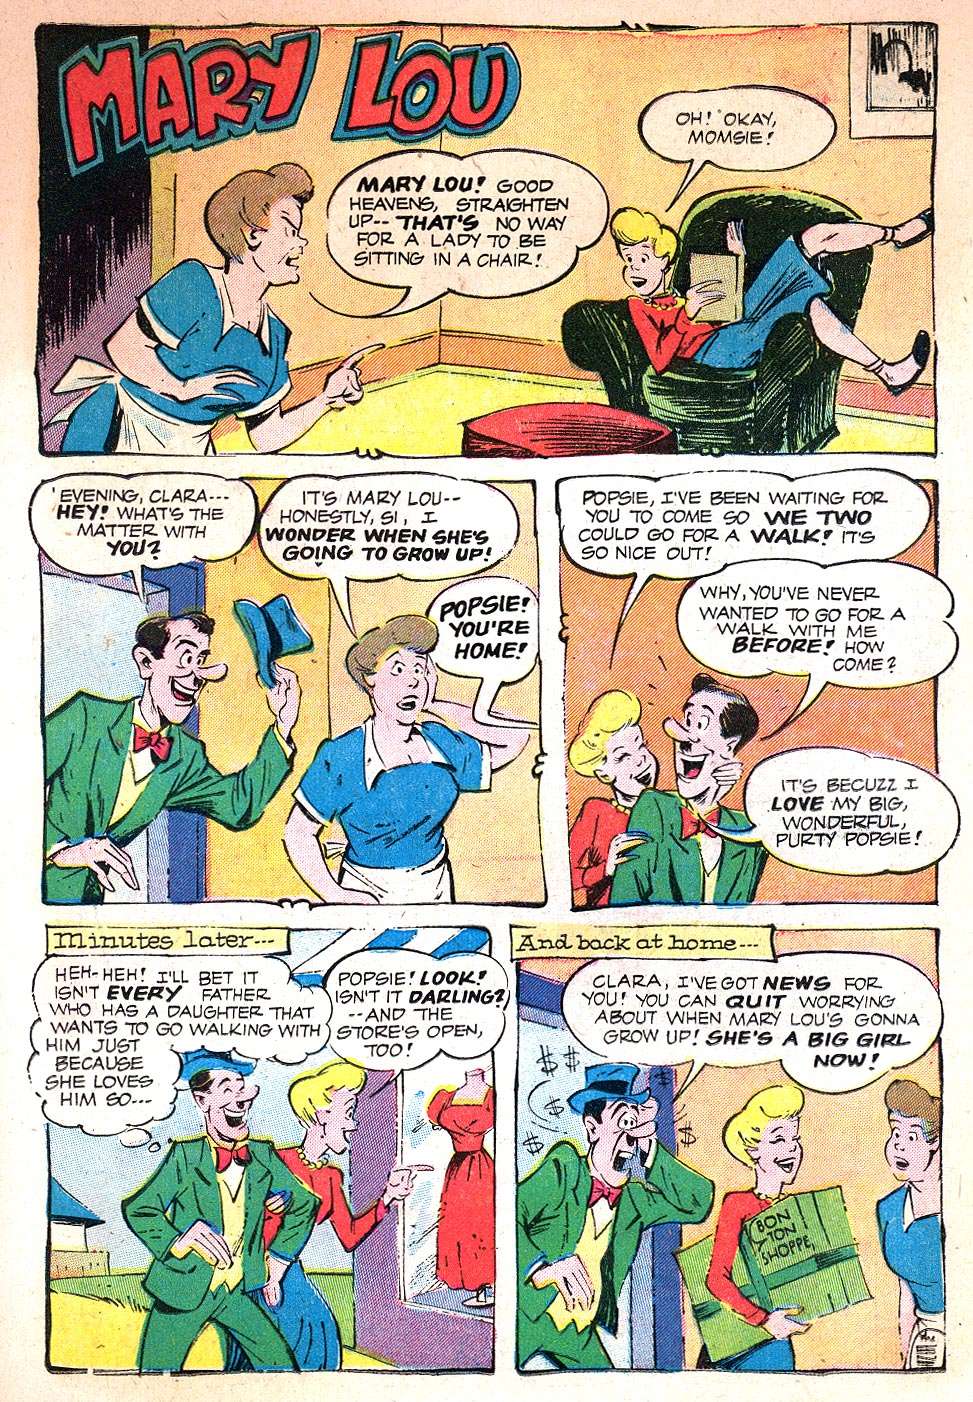 MARY LOU
MARY LOU! GOOD
HEAVENS, STRAIGHTEN
UP-- THAT'S NO WAY
FOR A LADY TO BE
SITTING IN A CHAIR!
OH! OKAY,
MOMSIE!
'EVENING, CLARA---
HEY! WHAT'S THE
MATTER WITH
YOU?
IT'S MARY LOU--
HONESTLY, SI, I
WONDER WHEN SHE'S
GOING TO GROW UP!
POPSIE!
YOU'RE
HOME!
POPSIE, I'VE BEEN WAITING FOR
YOU TO COME SO WE TWO
COULD GO FOR A WALK! IT'S
SO NICE OUT!
WHY, YOU'VE NEVER
WANTED TO GO FOR A
WALK WITH ME
BEFORE! HOW
COME?
IT'S BECUZZ I
LOVE MY BIG,
WONDERFUL,
PURTY POPSIE!
Minutes later---
HEH-HEH! I'LL BET IT
ISN'T EVERY FATHER
WHO HAS A DAUGHTER THAT
WANTS TO GO WALKING WITH
HIM JUST
BECAUSE
SHE LOVES
HIM SO---
POPSIE! LOOK!
ISN'T IT DARLING?
--AND THE
STORE'S OPEN,
TOO!
And back at home---
CLARA, I'VE GOT NEWS FOR
YOU! YOU CAN QUIT WORRYING
ABOUT WHEN MARY LOU'S GONNA
GROW UP! SHE'S A BIG GIRL
NOW!
$ $
$
$
$
BON
TON
SHOPPE